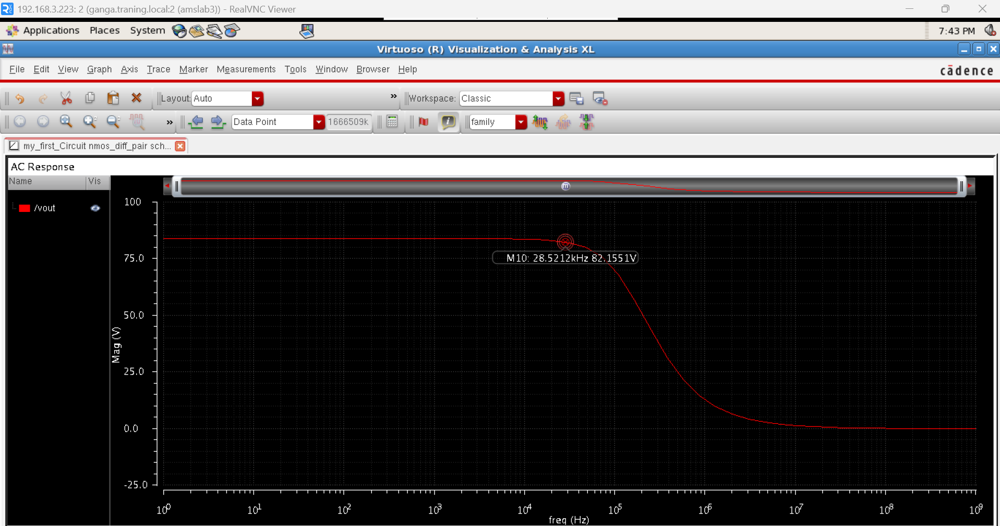 192.168.3.223: 2 (ganga.traning.local:2 (amslab3)) - RealVNC Viewer
Applications Places System 7:43 PM
Virtuoso (R) Visualization & Analysis XL
File Edit View Graph Axis Trace Marker Measurements Tools Window Browser Help
cādence
Layout: Auto » Workspace: Classic
» Data Point 1666509k family
my_first_Circuit nmos_diff_pair sch...
AC Response
Name Vis
/vout
m
100
75.0
50.0
25.0
0.0
-25.0
Mag (V)
M10: 28.5212kHz 82.1551V
10⁰ 10¹ 10² 10³ 10⁴ 10⁵ 10⁶ 10⁷ 10⁸ 10⁹
freq (Hz)